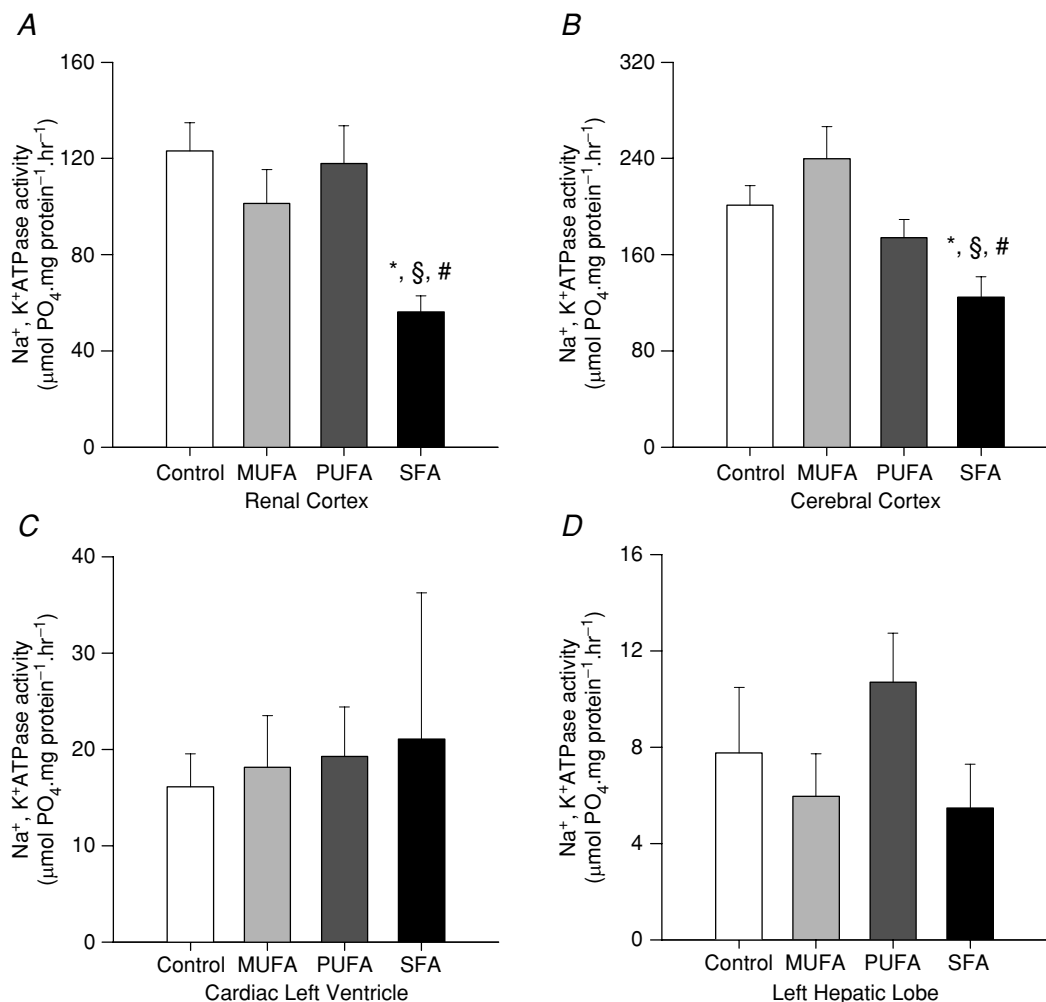 A
Na⁺, K⁺ATPase activity
(μmol PO₄.mg protein⁻¹.hr⁻¹)
160
120
80
40
0
*, §, #
Control MUFA PUFA SFA
Renal Cortex
B
Na⁺, K⁺ATPase activity
(μmol PO₄.mg protein⁻¹.hr⁻¹)
320
240
160
80
0
*, §, #
Control MUFA PUFA SFA
Cerebral Cortex
C
Na⁺, K⁺ATPase activity
(μmol PO₄.mg protein⁻¹.hr⁻¹)
40
30
20
10
0
Control MUFA PUFA SFA
Cardiac Left Ventricle
D
Na⁺, K⁺ATPase activity
(μmol PO₄.mg protein⁻¹.hr⁻¹)
16
12
8
4
0
Control MUFA PUFA SFA
Left Hepatic Lobe